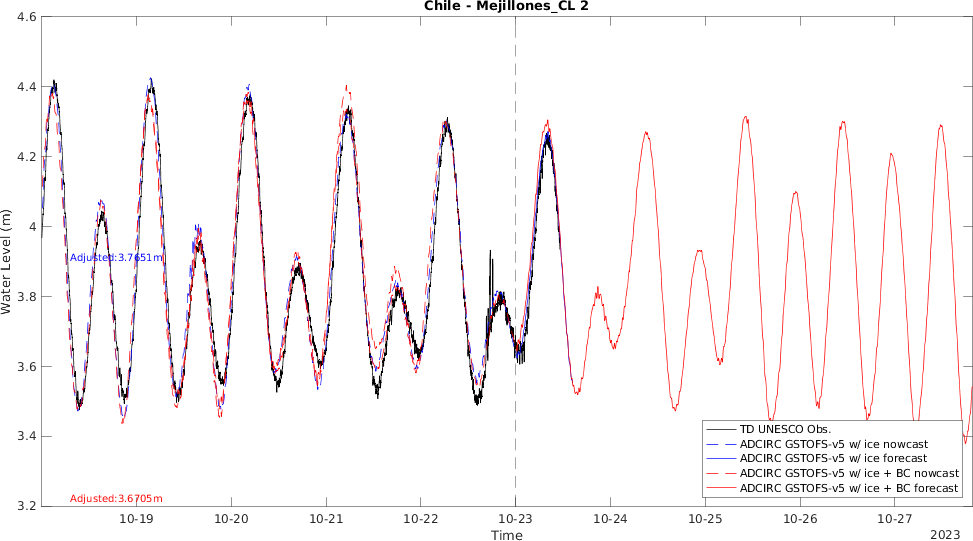 Chile - Mejillones_CL 2
4.6
4.4
4.2
4
3.8
3.6
3.4
3.2
Water Level (m)
Adjusted:3.7651m
Adjusted:3.6705m
TD UNESCO Obs.
ADCIRC GSTOFS-v5 w/ ice nowcast
ADCIRC GSTOFS-v5 w/ ice forecast
ADCIRC GSTOFS-v5 w/ ice + BC nowcast
ADCIRC GSTOFS-v5 w/ ice + BC forecast
10-19 10-20 10-21 10-22 10-23 10-24 10-25 10-26 10-27
Time
2023